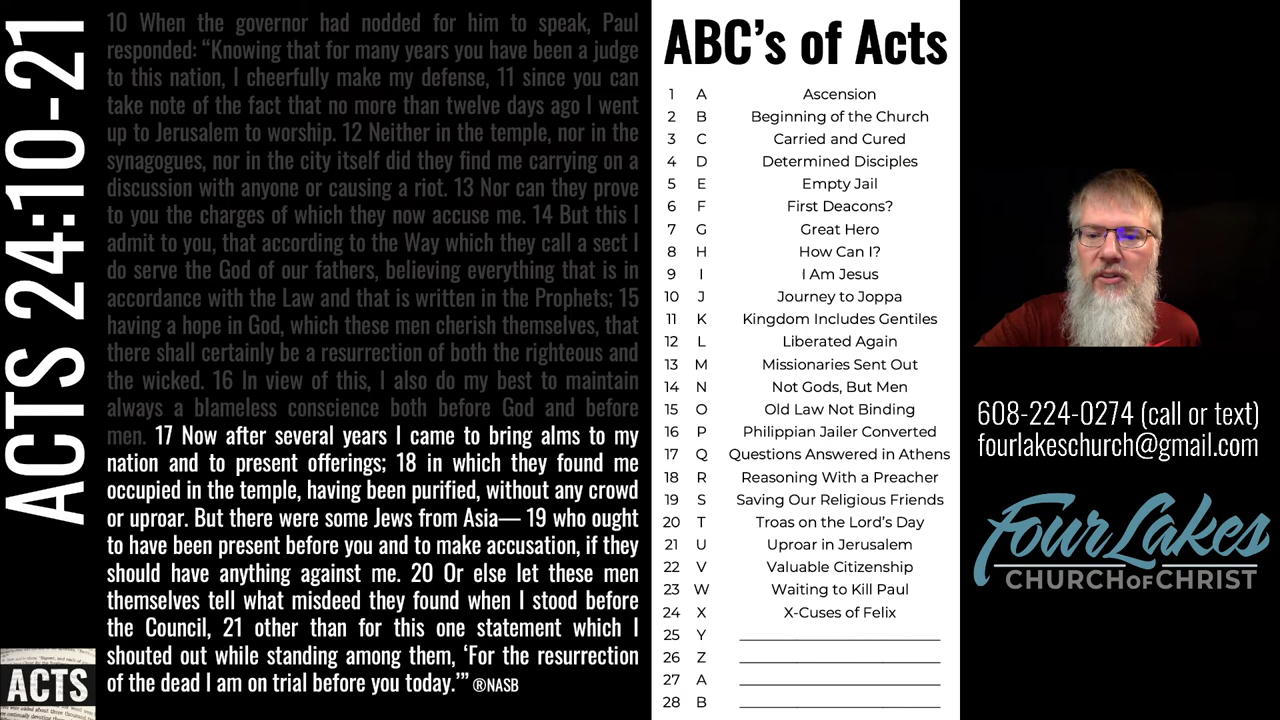 ACTS 24:10-21
10 When the governor had nodded for him to speak, Paul
responded: “Knowing that for many years you have been a judge
to this nation, I cheerfully make my defense, 11 since you can
take note of the fact that no more than twelve days ago I went
up to Jerusalem to worship. 12 Neither in the temple, nor in the
synagogues, nor in the city itself did they find me carrying on a
discussion with anyone or causing a riot. 13 Nor can they prove
to you the charges of which they now accuse me. 14 But this I
admit to you, that according to the Way which they call a sect I
do serve the God of our fathers, believing everything that is in
accordance with the Law and that is written in the Prophets; 15
having a hope in God, which these men cherish themselves, that
there shall certainly be a resurrection of both the righteous and
the wicked. 16 In view of this, I also do my best to maintain
always a blameless conscience both before God and before
men. 17 Now after several years I came to bring alms to my
nation and to present offerings; 18 in which they found me
occupied in the temple, having been purified, without any crowd
or uproar. But there were some Jews from Asia— 19 who ought
to have been present before you and to make accusation, if they
should have anything against me. 20 Or else let these men
themselves tell what misdeed they found when I stood before
the Council, 21 other than for this one statement which I
shouted out while standing among them, ‘For the resurrection
of the dead I am on trial before you today.’” ®NASB
ACTS
ABC’s of Acts
1 A Ascension
2 B Beginning of the Church
3 C Carried and Cured
4 D Determined Disciples
5 E Empty Jail
6 F First Deacons?
7 G Great Hero
8 H How Can I?
9 I I Am Jesus
10 J Journey to Joppa
11 K Kingdom Includes Gentiles
12 L Liberated Again
13 M Missionaries Sent Out
14 N Not Gods, But Men
15 O Old Law Not Binding
16 P Philippian Jailer Converted
17 Q Questions Answered in Athens
18 R Reasoning With a Preacher
19 S Saving Our Religious Friends
20 T Troas on the Lord’s Day
21 U Uproar in Jerusalem
22 V Valuable Citizenship
23 W Waiting to Kill Paul
24 X X-Cuses of Felix
25 Y
26 Z
27 A
28 B
608-224-0274 (call or text)
fourlakeschurch@gmail.com
Four Lakes
CHURCH OF CHRIST